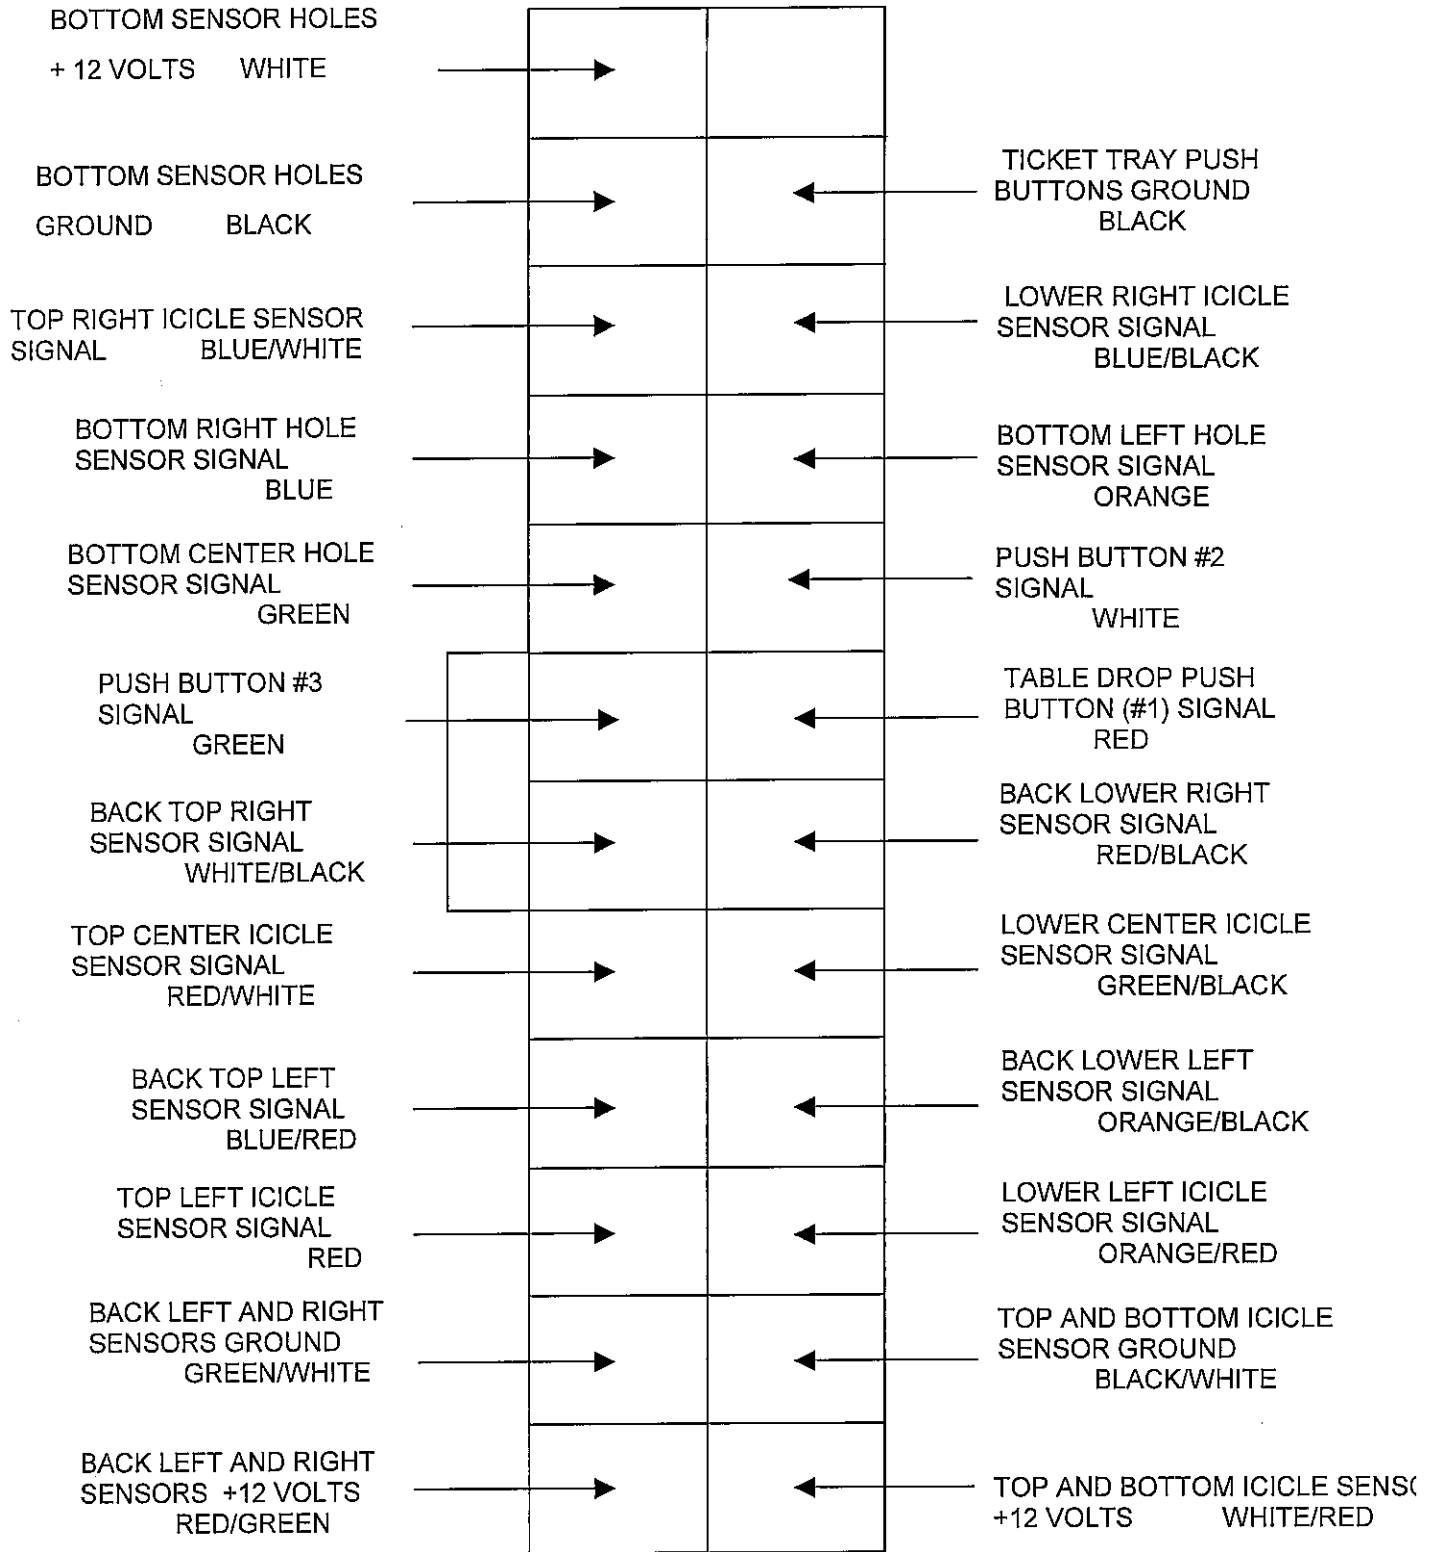 BOTTOM SENSOR HOLES
+ 12 VOLTS WHITE
BOTTOM SENSOR HOLES
GROUND BLACK
TICKET TRAY PUSH
BUTTONS GROUND
BLACK
TOP RIGHT ICICLE SENSOR
SIGNAL BLUE/WHITE
LOWER RIGHT ICICLE
SENSOR SIGNAL
BLUE/BLACK
BOTTOM RIGHT HOLE
SENSOR SIGNAL
BLUE
BOTTOM LEFT HOLE
SENSOR SIGNAL
ORANGE
BOTTOM CENTER HOLE
SENSOR SIGNAL
GREEN
PUSH BUTTON #2
SIGNAL
WHITE
PUSH BUTTON #3
SIGNAL
GREEN
TABLE DROP PUSH
BUTTON (#1) SIGNAL
RED
BACK TOP RIGHT
SENSOR SIGNAL
WHITE/BLACK
BACK LOWER RIGHT
SENSOR SIGNAL
RED/BLACK
TOP CENTER ICICLE
SENSOR SIGNAL
RED/WHITE
LOWER CENTER ICICLE
SENSOR SIGNAL
GREEN/BLACK
BACK TOP LEFT
SENSOR SIGNAL
BLUE/RED
BACK LOWER LEFT
SENSOR SIGNAL
ORANGE/BLACK
TOP LEFT ICICLE
SENSOR SIGNAL
RED
LOWER LEFT ICICLE
SENSOR SIGNAL
ORANGE/RED
BACK LEFT AND RIGHT
SENSORS GROUND
GREEN/WHITE
TOP AND BOTTOM ICICLE
SENSOR GROUND
BLACK/WHITE
BACK LEFT AND RIGHT
SENSORS +12 VOLTS
RED/GREEN
TOP AND BOTTOM ICICLE
+12 VOLTS WHITE/RED